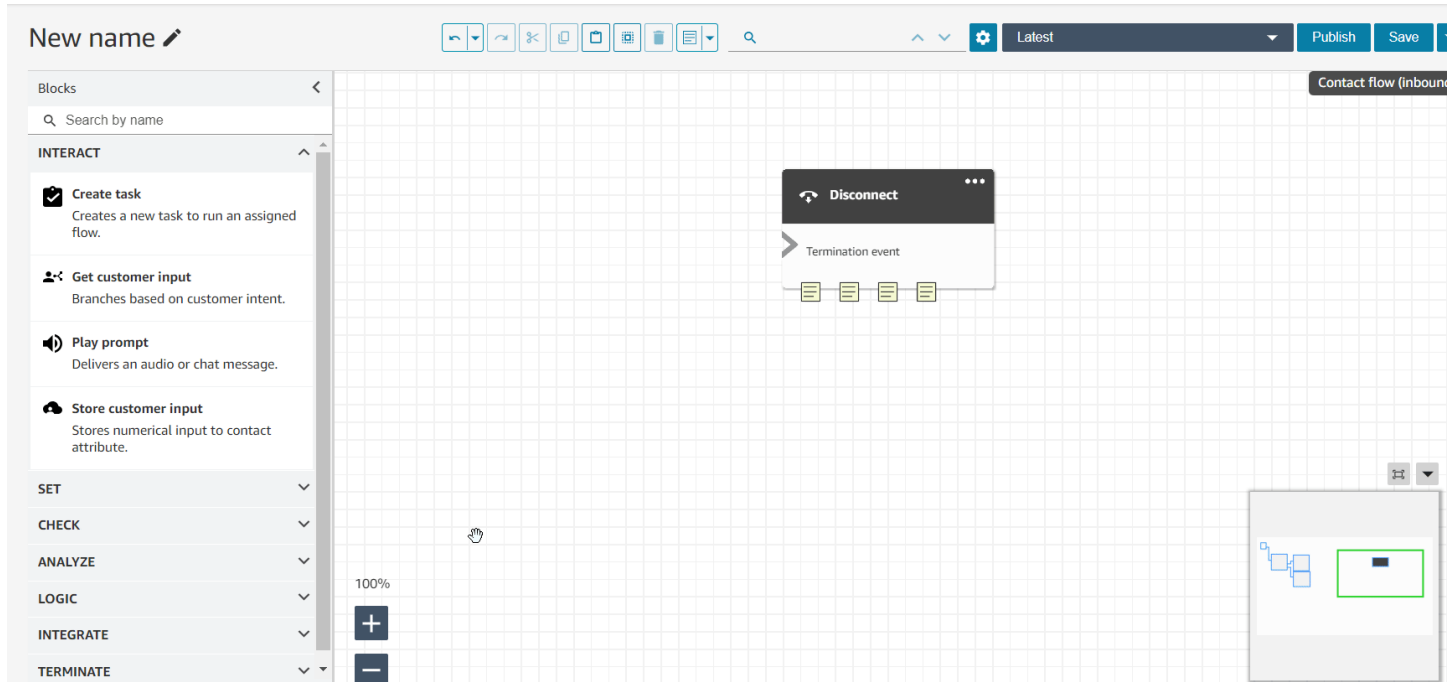 New name
Latest
Publish
Save
Contact flow (inboun
Blocks
Search by name
INTERACT
Create task
Creates a new task to run an assigned
flow.
Get customer input
Branches based on customer intent.
Play prompt
Delivers an audio or chat message.
Store customer input
Stores numerical input to contact
attribute.
SET
CHECK
ANALYZE
LOGIC
INTEGRATE
TERMINATE
Disconnect
Termination event
100%